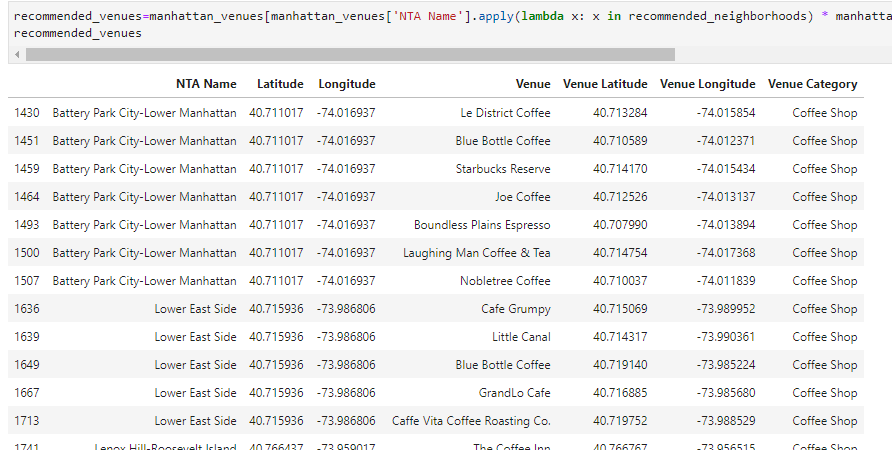 recommended_venues=manhattan_venues[manhattan_venues['NTA Name'].apply(lambda x: x in recommended_neighborhoods) * manhatta
recommended_venues
NTA Name Latitude Longitude Venue Venue Latitude Venue Longitude Venue Category
1430 Battery Park City-Lower Manhattan 40.711017 -74.016937 Le District Coffee 40.713284 -74.015854 Coffee Shop
1451 Battery Park City-Lower Manhattan 40.711017 -74.016937 Blue Bottle Coffee 40.710589 -74.012371 Coffee Shop
1459 Battery Park City-Lower Manhattan 40.711017 -74.016937 Starbucks Reserve 40.714170 -74.015434 Coffee Shop
1464 Battery Park City-Lower Manhattan 40.711017 -74.016937 Joe Coffee 40.712526 -74.013137 Coffee Shop
1493 Battery Park City-Lower Manhattan 40.711017 -74.016937 Boundless Plains Espresso 40.707990 -74.013894 Coffee Shop
1500 Battery Park City-Lower Manhattan 40.711017 -74.016937 Laughing Man Coffee & Tea 40.714754 -74.017368 Coffee Shop
1507 Battery Park City-Lower Manhattan 40.711017 -74.016937 Nobletree Coffee 40.710037 -74.011839 Coffee Shop
1636 Lower East Side 40.715936 -73.986806 Cafe Grumpy 40.715069 -73.989952 Coffee Shop
1639 Lower East Side 40.715936 -73.986806 Little Canal 40.714317 -73.990361 Coffee Shop
1649 Lower East Side 40.715936 -73.986806 Blue Bottle Coffee 40.719140 -73.985224 Coffee Shop
1667 Lower East Side 40.715936 -73.986806 GrandLo Cafe 40.716885 -73.985680 Coffee Shop
1713 Lower East Side 40.715936 -73.986806 Caffe Vita Coffee Roasting Co. 40.719752 -73.988529 Coffee Shop
1741 Lenox Hill-Roosevelt Island 40.766437 -73.959017 The Coffee Inn 40.766767 -73.956515 Coffee Shop